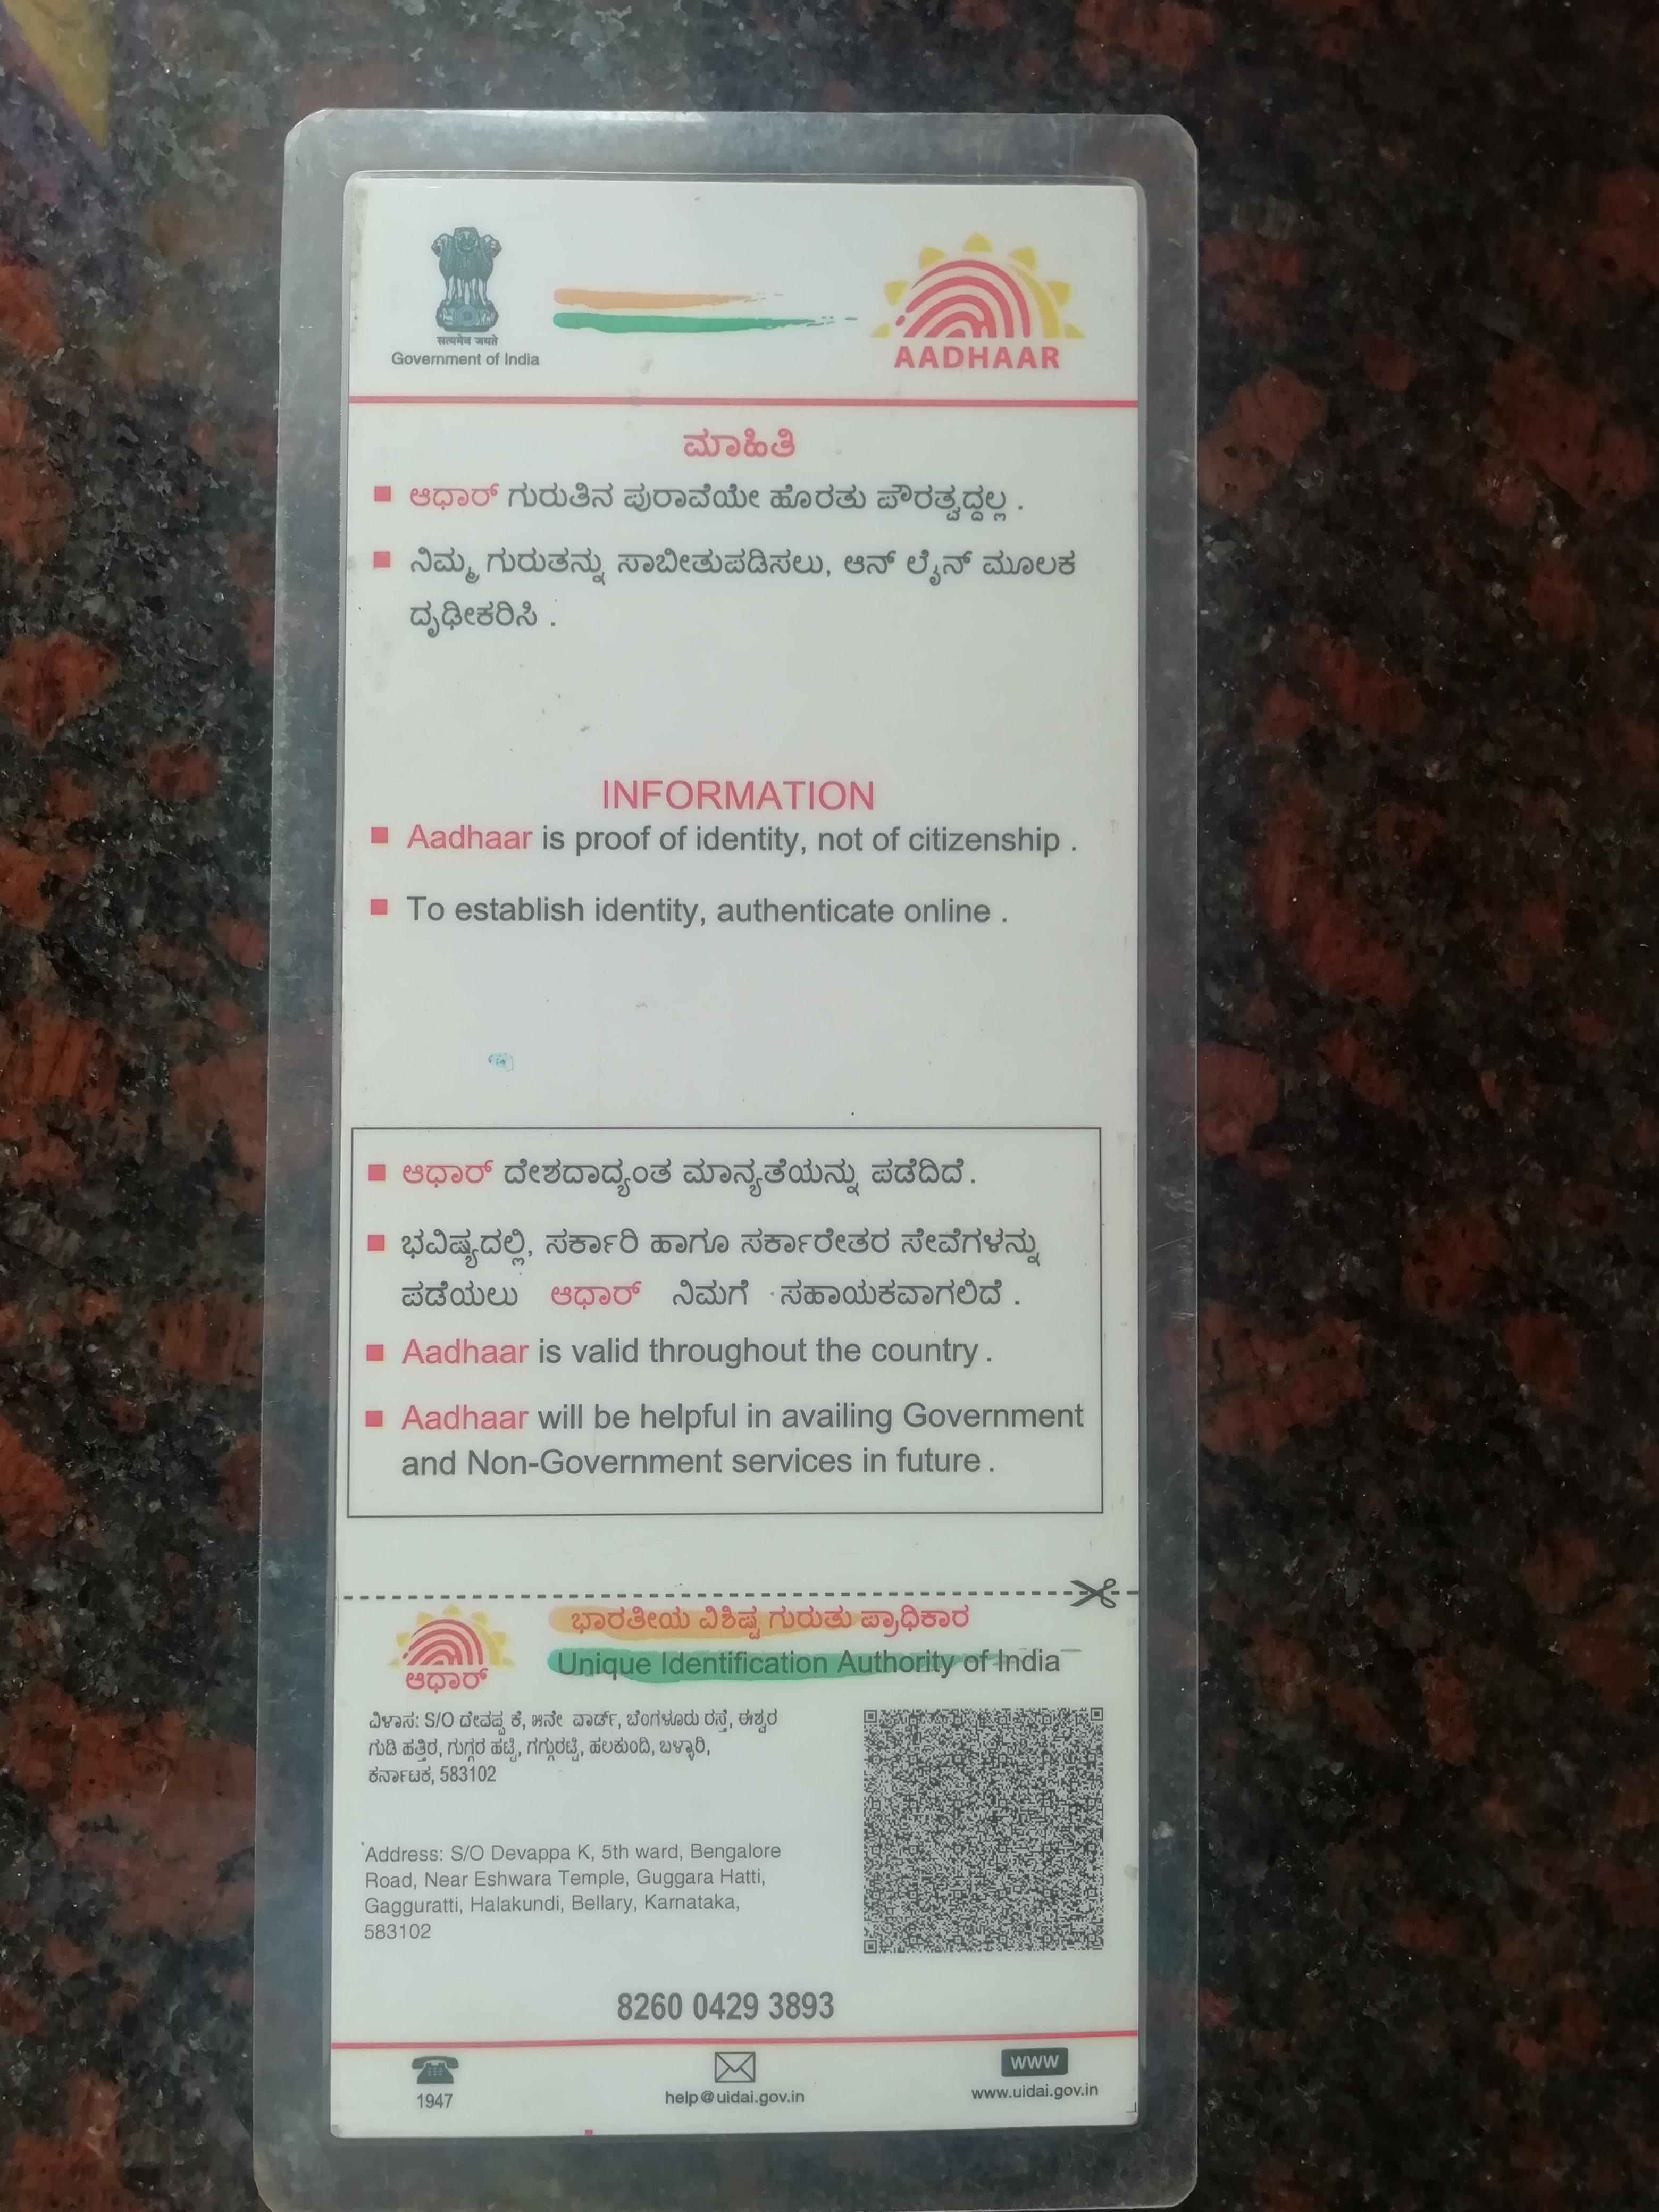 सत्यमेव जयते
Government of India
AADHAAR
ಮಾಹಿತಿ
ಆಧಾರ್ ಗುರುತಿನ ಪುರಾವೆಯೇ ಹೊರತು ಪೌರತ್ವದ್ದಲ್ಲ .
ನಿಮ್ಮ ಗುರುತನ್ನು ಸಾಬೀತುಪಡಿಸಲು, ಆನ್ ಲೈನ್ ಮೂಲಕ
ದೃಢೀಕರಿಸಿ .
INFORMATION
Aadhaar is proof of identity, not of citizenship .
To establish identity, authenticate online .
ಆಧಾರ್ ದೇಶದಾದ್ಯಂತ ಮಾನ್ಯತೆಯನ್ನು ಪಡೆದಿದೆ .
ಭವಿಷ್ಯದಲ್ಲಿ, ಸರ್ಕಾರಿ ಹಾಗೂ ಸರ್ಕಾರೇತರ ಸೇವೆಗಳನ್ನು
ಪಡೆಯಲು ಆಧಾರ್ ನಿಮಗೆ ಸಹಾಯಕವಾಗಲಿದೆ .
Aadhaar is valid throughout the country .
Aadhaar will be helpful in availing Government
and Non-Government services in future .
ಭಾರತೀಯ ವಿಶಿಷ್ಟ ಗುರುತು ಪ್ರಾಧಿಕಾರ
Unique Identification Authority of India
ಆಧಾರ್
ವಿಳಾಸ: S/O ದೇವಪ್ಪ ಕೆ, ೫ನೇ ವಾರ್ಡ್, ಬೆಂಗಳೂರು ರಸ್ತೆ, ಈಶ್ವರ
ಗುಡಿ ಹತ್ತಿರ, ಗುಗ್ಗರ ಹಟ್ಟಿ, ಗಗ್ಗುರಟ್ಟಿ, ಹಲಕುಂದಿ, ಬಳ್ಳಾರಿ,
ಕರ್ನಾಟಕ, 583102
Address: S/O Devappa K, 5th ward, Bengalore
Road, Near Eshwara Temple, Guggara Hatti,
Gagguratti, Halakundi, Bellary, Karnataka,
583102
8260 0429 3893
1947
help@uidai.gov.in
www
www.uidai.gov.in